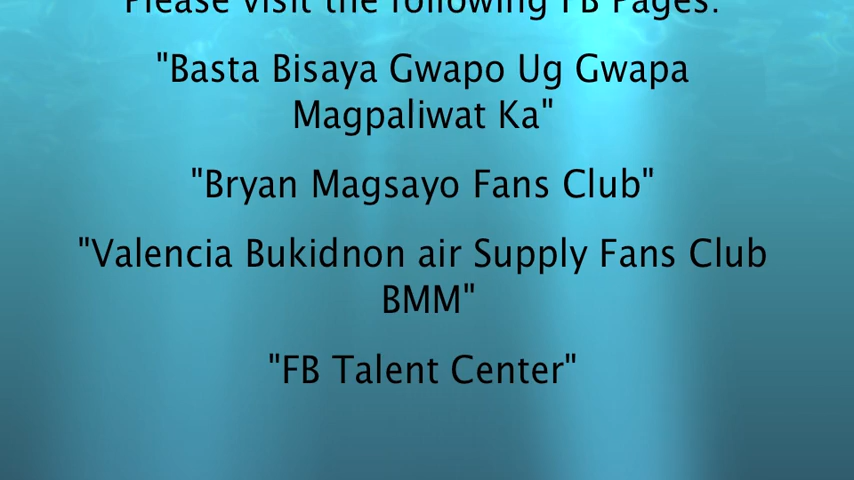 Please visit the following FB Pages:
"Basta Bisaya Gwapo Ug Gwapa
Magpaliwat Ka"
"Bryan Magsayo Fans Club"
"Valencia Bukidnon air Supply Fans Club
BMM"
"FB Talent Center"